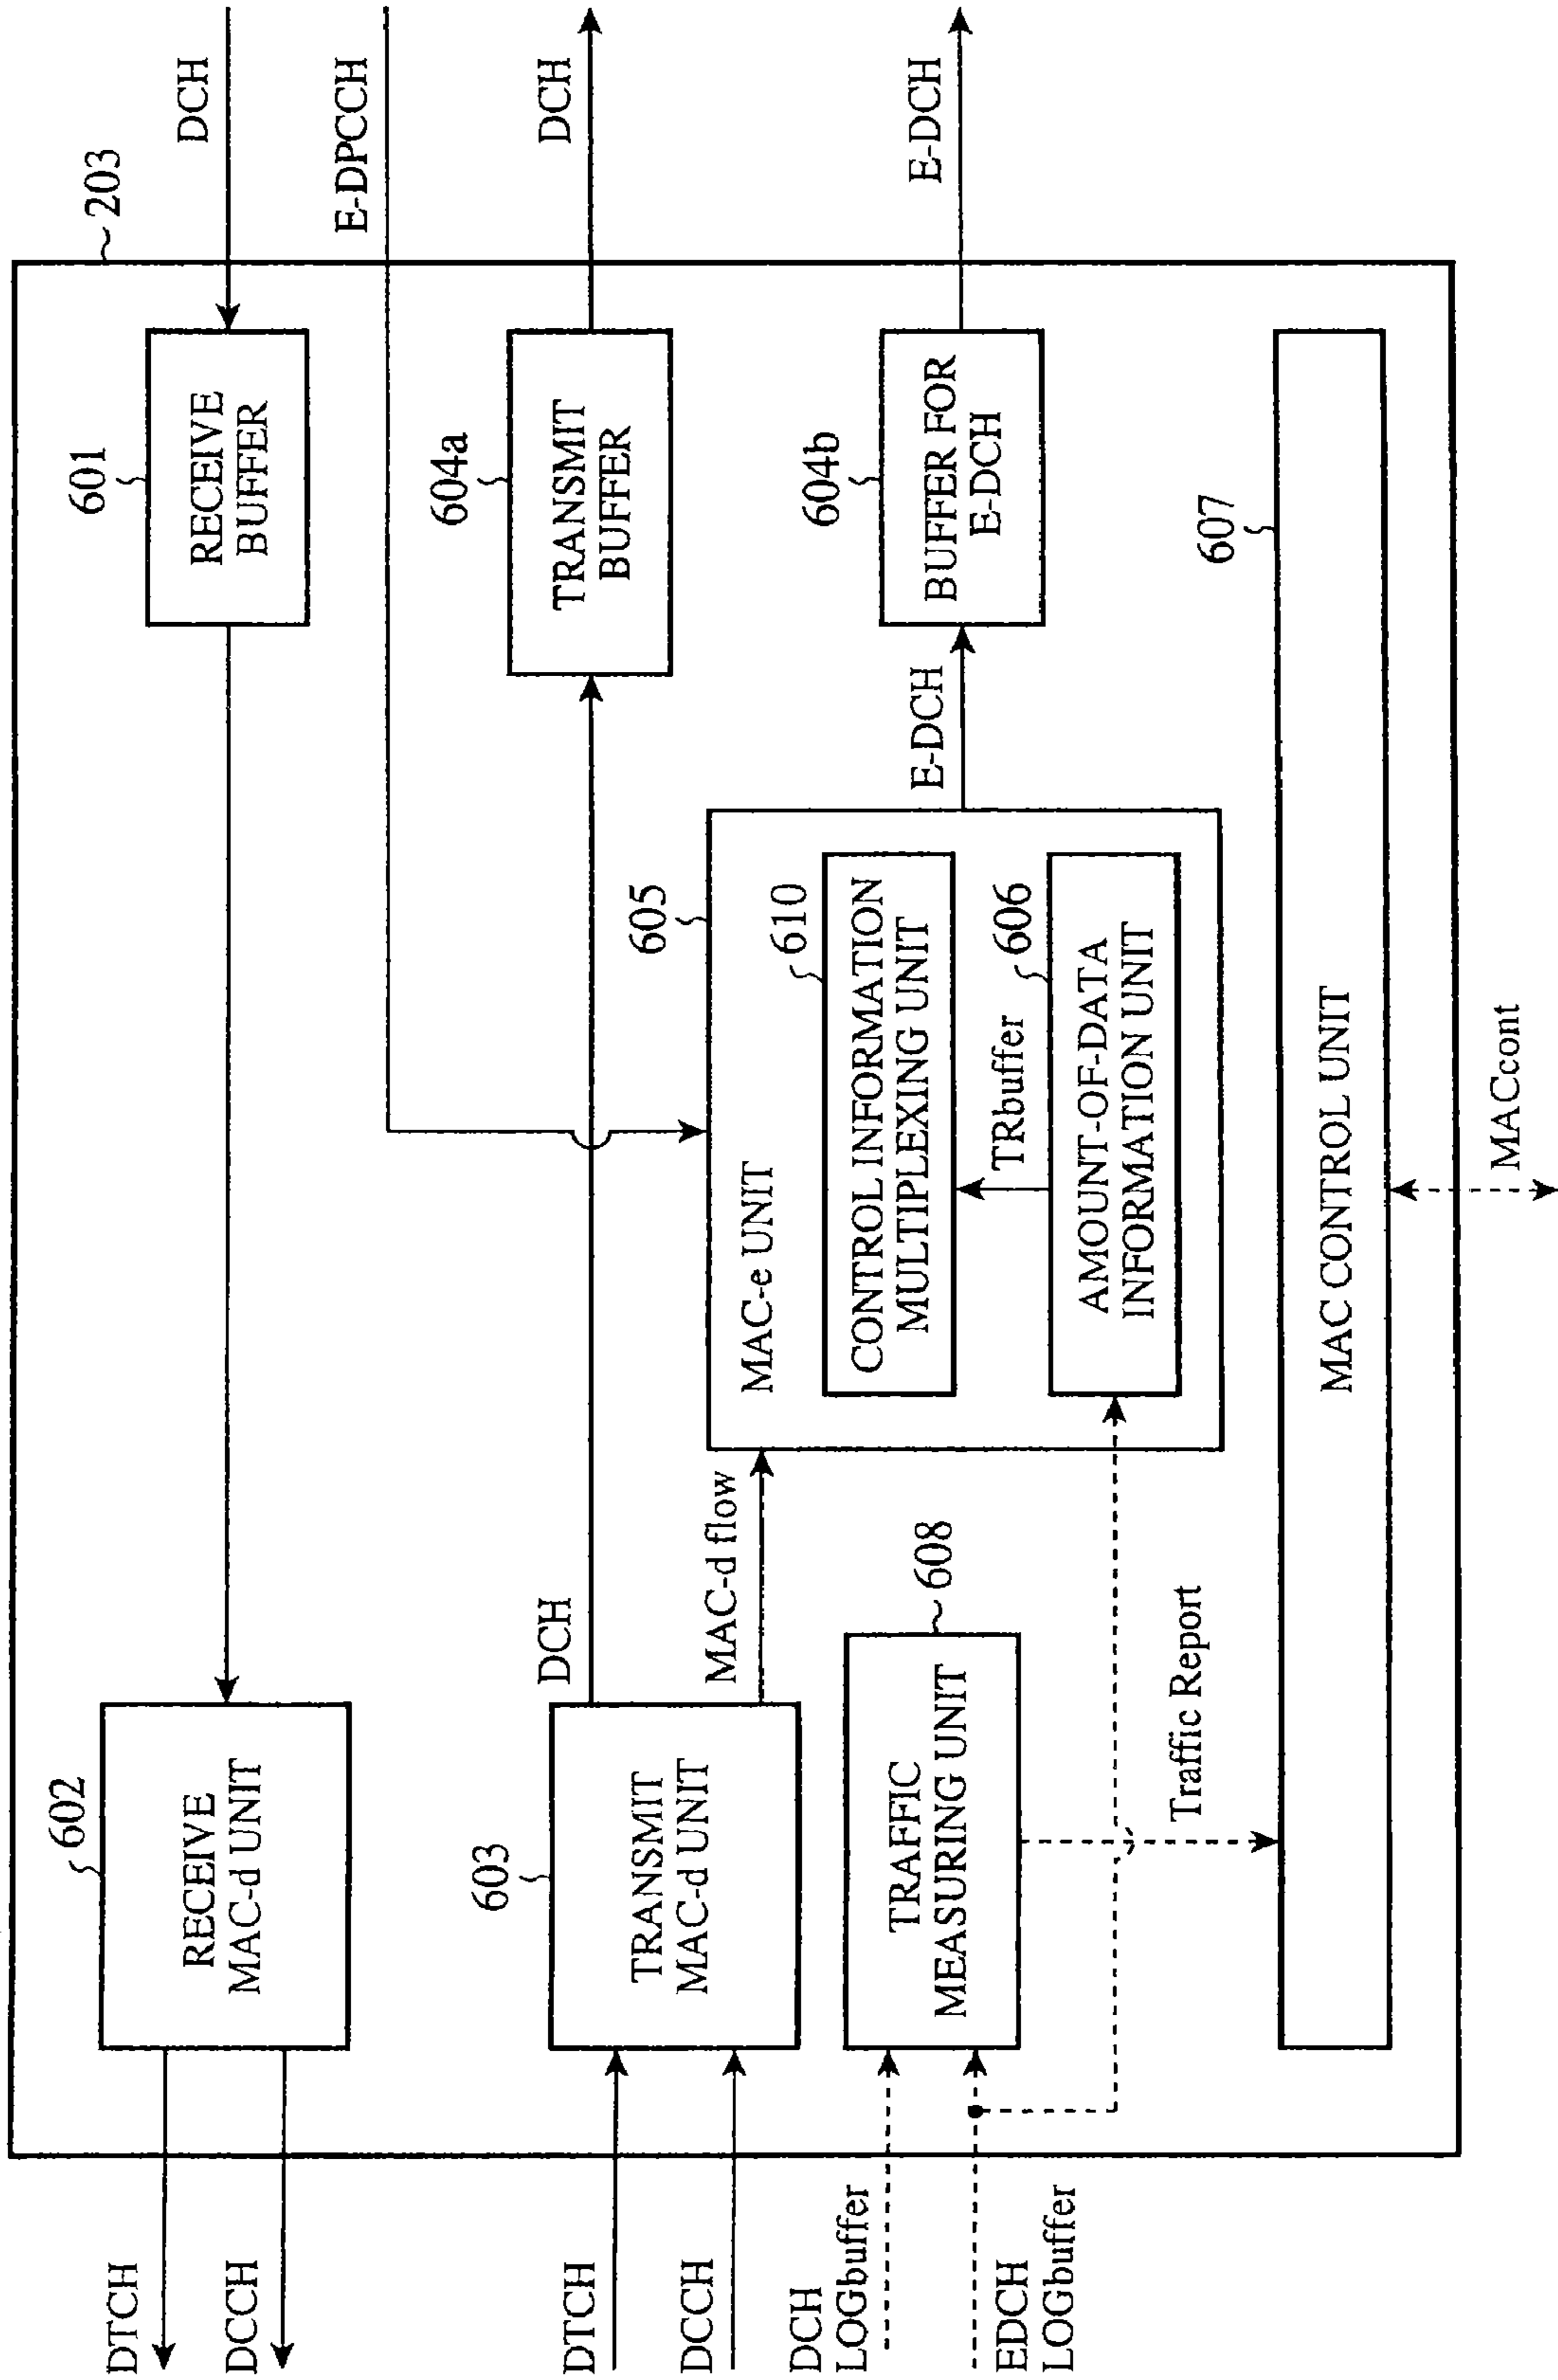 203
DCH
E-DPCCH
DCH
E-DCH
601
RECEIVE
BUFFER
604a
TRANSMIT
BUFFER
604b
BUFFER FOR
E-DCH
E-DCH
602
RECEIVE
MAC-d UNIT
603
TRANSMIT
MAC-d UNIT
DCH
MAC-d flow
605
MAC-e UNIT
610
CONTROL INFORMATION
MULTIPLEXING UNIT
TRbuffer
606
AMOUNT-OF-DATA
INFORMATION UNIT
608
TRAFFIC
MEASURING UNIT
Traffic Report
607
MAC CONTROL UNIT
MACcont
DTCH
DCCH
DTCH
DCCH
DCH
LOGbuffer
EDCH
LOGbuffer